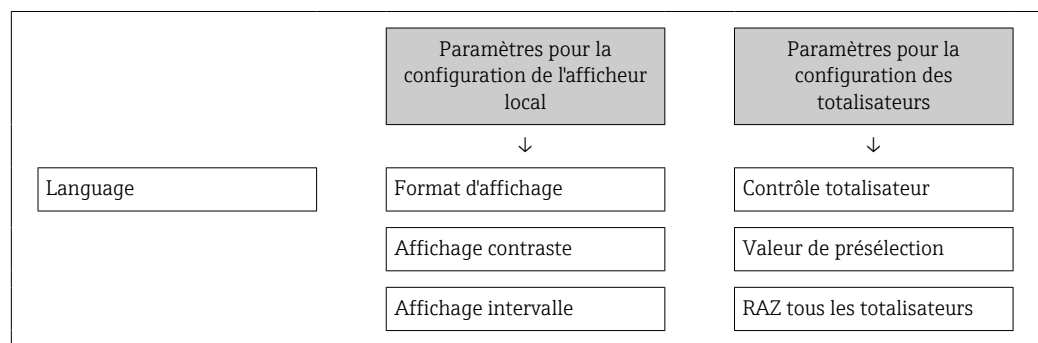 Paramètres pour la
configuration de l'afficheur
local
Paramètres pour la
configuration des
totalisateurs
↓
↓
Language
Format d'affichage
Contrôle totalisateur
Affichage contraste
Valeur de présélection
Affichage intervalle
RAZ tous les totalisateurs